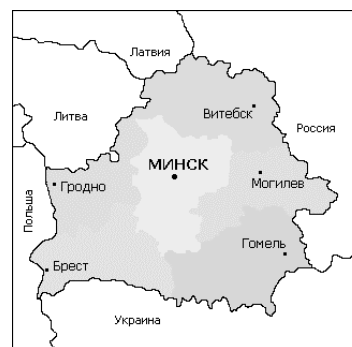 Латвия
Литва
Витебск
Россия
МИНСК
Гродно
Могилев
Польша
Гомель
Брест
Украина